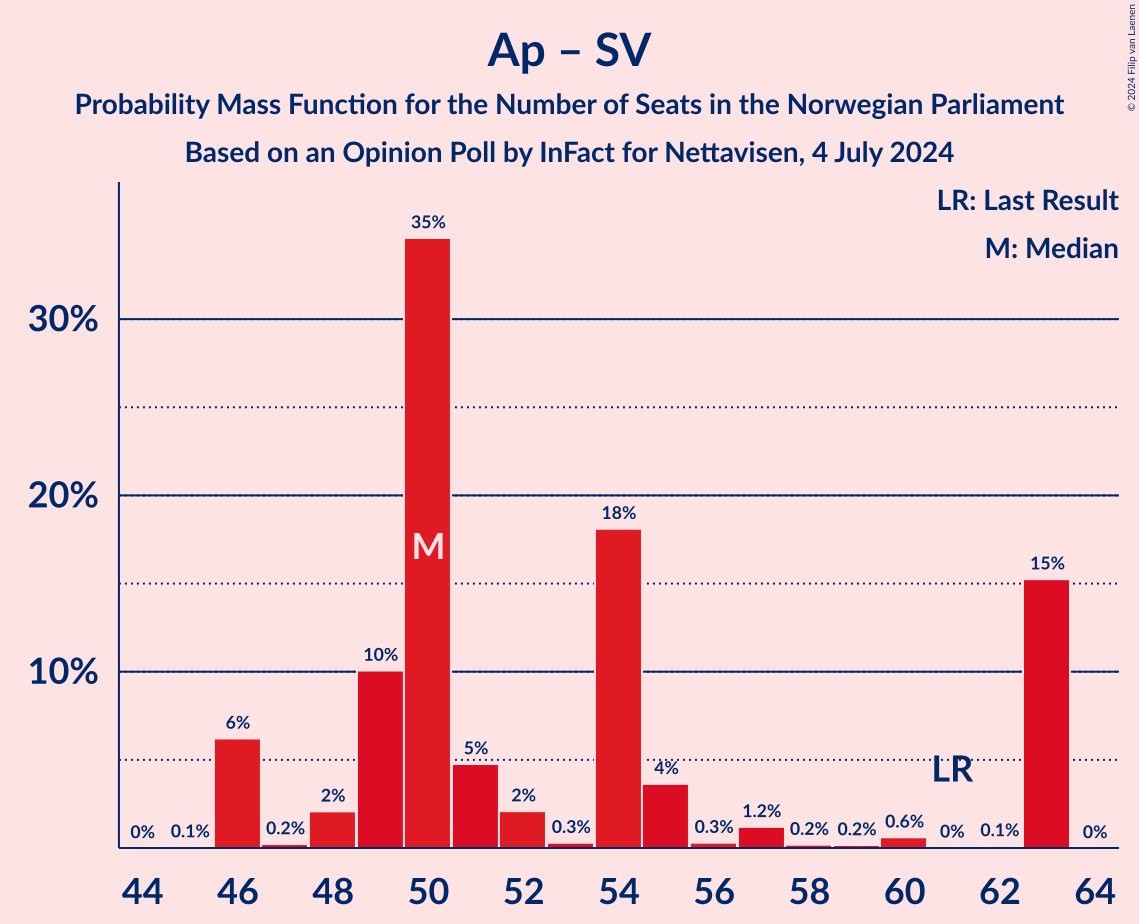 Ap – SV
Probability Mass Function for the Number of Seats in the Norwegian Parliament
Based on an Opinion Poll by InFact for Nettavisen, 4 July 2024
© 2024 Filip van Laenen
LR: Last Result
M: Median
35%
30%
20%
18%
M
15%
10%
10%
6%
5%
4%
LR
2%
2%
1.2%
0%
0.1%
0.2%
0.3%
0.3%
0.2%
0.2%
0.6%
0%
0.1%
0%
44 46 48 50 52 54 56 58 60 62 64